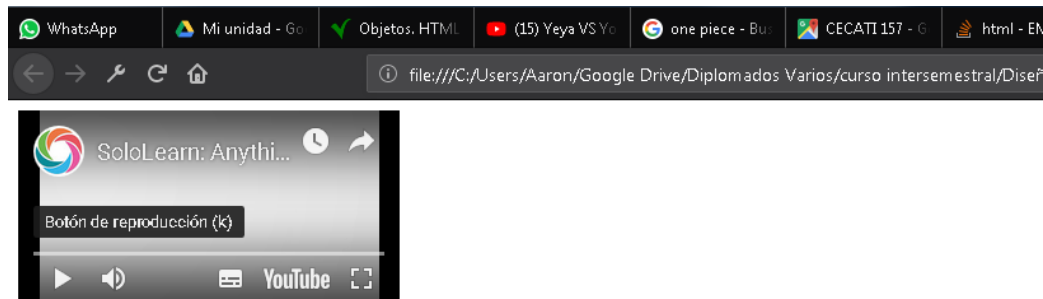 WhatsApp Mi unidad - Go Objetos. HTML (15) Yeya VS Yo one piece - Bus CECATI 157 - G html - EM
file:///C:/Users/Aaron/Google Drive/Diplomados Varios/curso intersemestral/Diseñ
SoloLearn: Anythi...
Botón de reproducción (k)
YouTube